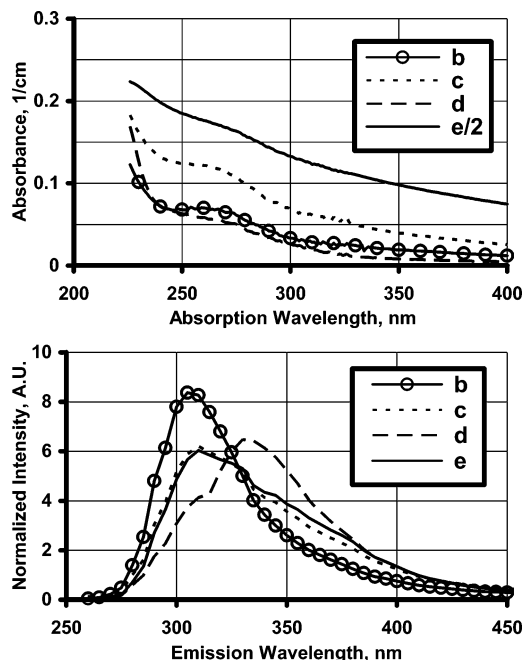 0.3
0.2
0.1
0
Absorbance, 1/cm
b
c
d
e/2
200 250 300 350 400
Absorption Wavelength, nm
10
8
6
4
2
0
Normalized Intensity, A.U.
b
c
d
e
250 300 350 400 450
Emission Wavelength, nm